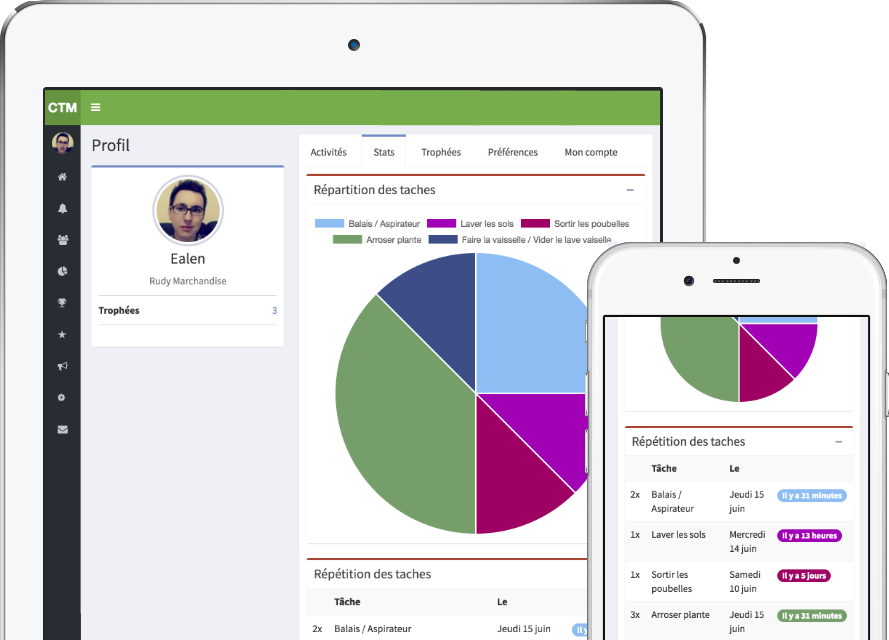 CTM
Profil
Ealen
Rudy Marchandise
Trophées 3
Activités Stats Trophées Préférences Mon compte
Répartition des taches
Balais / Aspirateur Laver les sols Sortir les poubelles
Arroser plante Faire la vaisselle / Vider le lave vaiselle
Répétition des taches
Tâche Le
2x Balais / Aspirateur Jeudi 15 juin Il y
Répétition des taches
Tâche Le
2x Balais / Aspirateur Jeudi 15 juin Il y a 31 minutes
1x Laver les sols Mercredi 14 juin Il y a 13 heures
1x Sortir les poubelles Samedi 10 juin Il y a 5 jours
3x Arroser plante Jeudi 15 juin Il y a 31 minutes